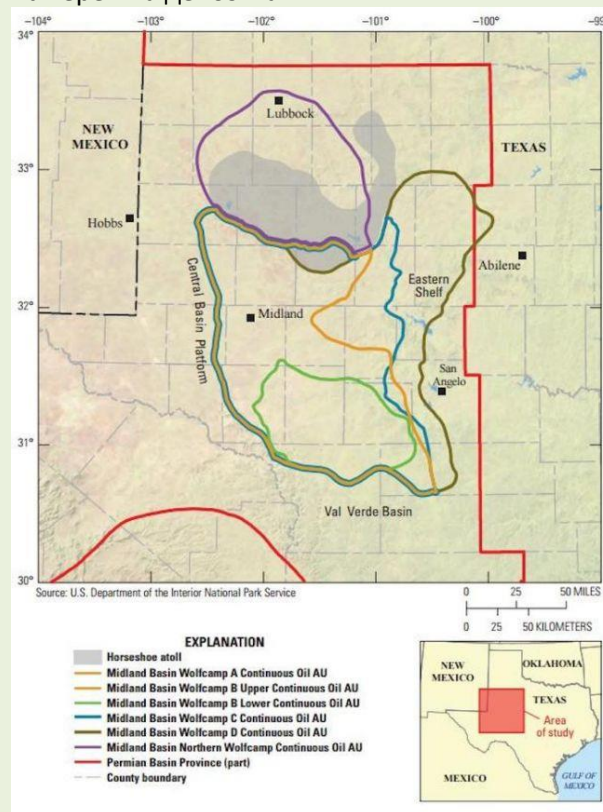 −104°
−103°
−102°
−101°
−100°
−99
34°
NEW
MEXICO
Lubbock
TEXAS
33°
Hobbs
Abilene
Eastern
Shelf
32°
Central Basin Platform
Midland
San
Angelo
31°
Val Verde Basin
30°
Source: U.S. Department of the Interior National Park Service
0 25 50 MILES
0 25 50 KILOMETERS
EXPLANATION
Horseshoe atoll
Midland Basin Wolfcamp A Continuous Oil AU
Midland Basin Wolfcamp B Upper Continuous Oil AU
Midland Basin Wolfcamp B Lower Continuous Oil AU
Midland Basin Wolfcamp C Continuous Oil AU
Midland Basin Wolfcamp D Continuous Oil AU
Midland Basin Northern Wolfcamp Continuous Oil AU
Permian Basin Province (part)
County boundary
NEW
MEXICO
OKLAHOMA
TEXAS
Area
of study
MEXICO
GULF OF
MEXICO